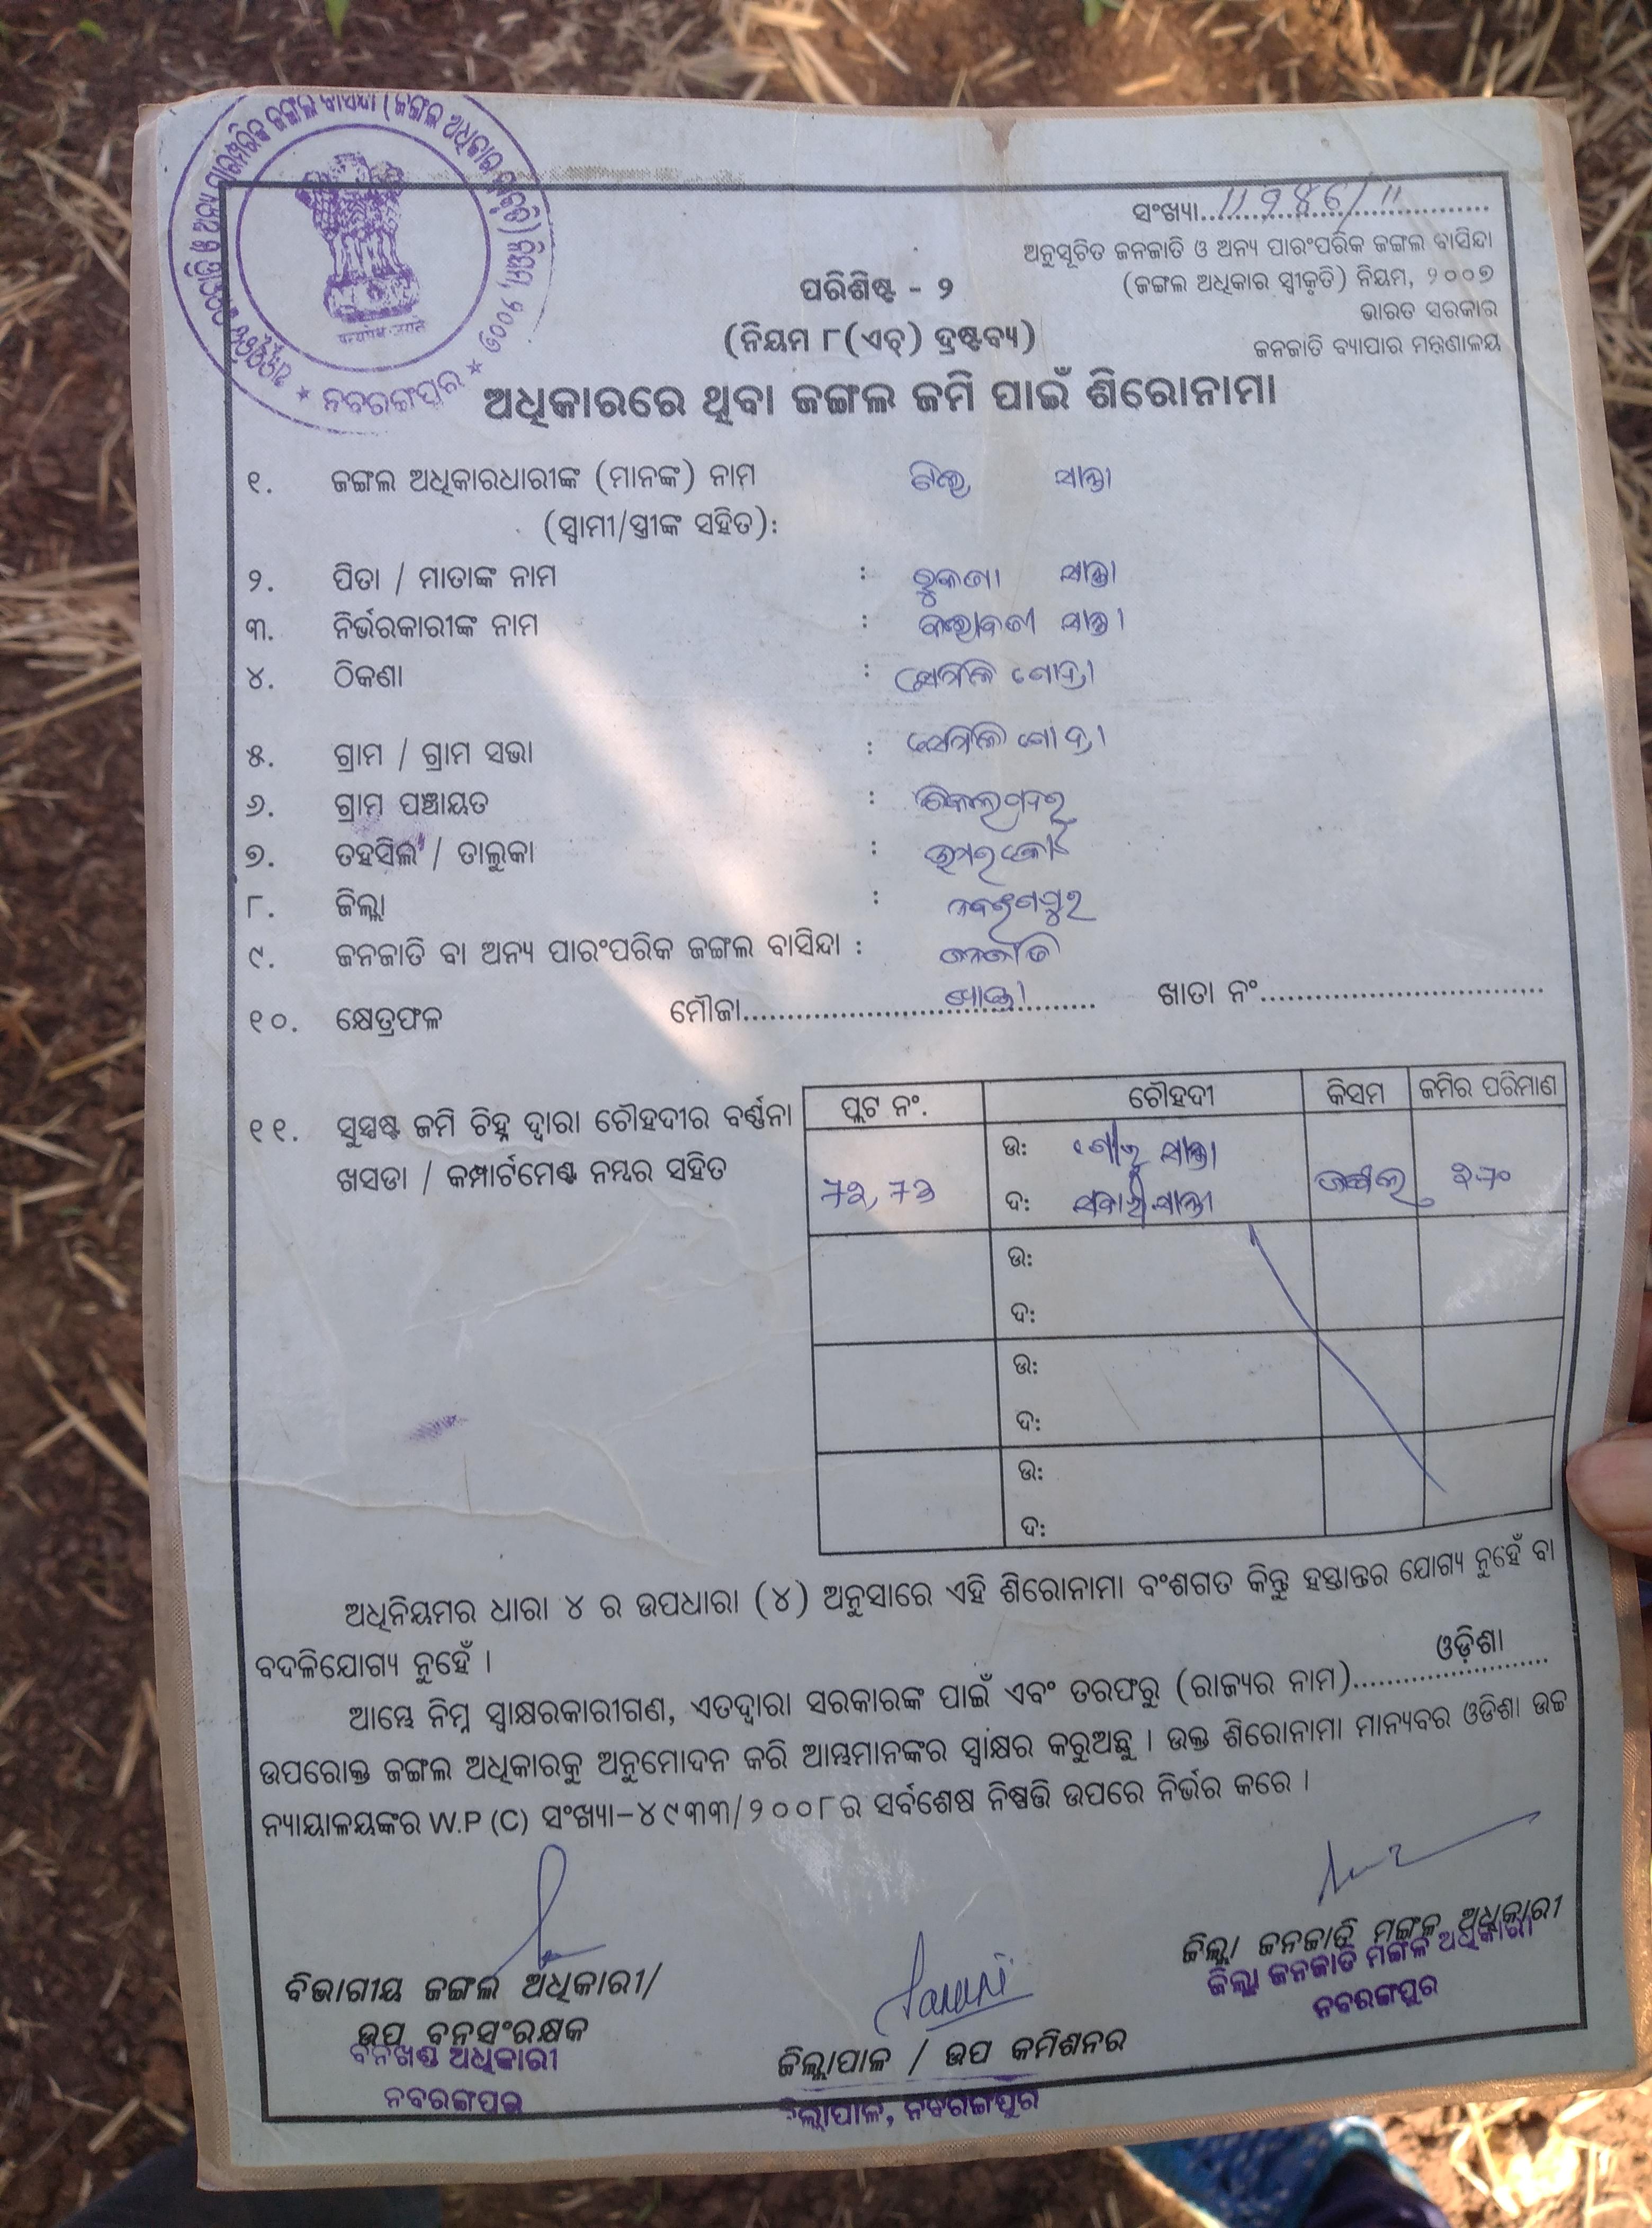 ସଂଖ୍ୟା..............................
ଅନୁସୂଚିତ ଜନଜାତି ଓ ଅନ୍ୟ ପାରଂପରିକ ଜଙ୍ଗଲ ବାସିନ୍ଦା
(ଜଙ୍ଗଲ ଅଧିକାର ସ୍ୱୀକୃତି) ନିୟମ, ୨୦୦୭
ଭାରତ ସରକାର
ଜନଜାତି ବ୍ୟାପାର ମନ୍ତ୍ରଣାଳୟ
ପରିଶିଷ୍ଟ - ୨
(ନିୟମ ୮(ଏଚ୍) ଦ୍ରଷ୍ଟବ୍ୟ)
ନବରଙ୍ଗପୁର
ଅଧିକାରରେ ଥିବା ଜଙ୍ଗଲ ଜମି ପାଇଁ ଶିରୋନାମା
୧. ଜଙ୍ଗଲ ଅଧିକାରଧାରୀଙ୍କ (ମାନଙ୍କ) ନାମ ସାନ୍ତା
(ସ୍ୱାମୀ/ସ୍ତ୍ରୀଙ୍କ ସହିତ):
୨. ପିତା / ମାତାଙ୍କ ନାମ : ସାନ୍ତା
୩. ନିର୍ଭରକାରୀଙ୍କ ନାମ : ସାନ୍ତା
୪. ଠିକଣା :
୫. ଗ୍ରାମ / ଗ୍ରାମ ସଭା :
୬. ଗ୍ରାମ ପଞ୍ଚାୟତ :
୭. ତହସିଲ / ତାଲୁକା : ଉମରକୋଟ
୮. ଜିଲ୍ଲା : ନବରଙ୍ଗପୁର
୯. ଜନଜାତି ବା ଅନ୍ୟ ପାରଂପରିକ ଜଙ୍ଗଲ ବାସିନ୍ଦା : ଜନଜାତି
୧୦. କ୍ଷେତ୍ରଫଳ ମୌଜା.................................... ଖାତା ନଂ................................
୧୧. ସୁସ୍ପଷ୍ଟ ଜମି ଚିହ୍ନ ଦ୍ୱାରା ଚୌହଦୀର ବର୍ଣ୍ଣନା
ଖସଡା / କମ୍ପାର୍ଟମେଣ୍ଟ ନମ୍ବର ସହିତ
ପ୍ଲଟ ନଂ. ଚୌହଦୀ କିସମ ଜମିର ପରିମାଣ
ଉ: ସାନ୍ତା
ଦ: ଜଙ୍ଗଲ
ଉ:
ଦ:
ଉ:
ଦ:
ଉ:
ଦ:
ଅଧିନିୟମର ଧାରା ୪ ର ଉପଧାରା (୪) ଅନୁସାରେ ଏହି ଶିରୋନାମା ବଂଶଗତ କିନ୍ତୁ ହସ୍ତାନ୍ତର ଯୋଗ୍ୟ ନୁହେଁ ବା
ବଦଳିଯୋଗ୍ୟ ନୁହେଁ ।
ଆମ୍ଭେ ନିମ୍ନ ସ୍ୱାକ୍ଷରକାରୀଗଣ, ଏତଦ୍ୱାରା ସରକାରଙ୍କ ପାଇଁ ଏବଂ ତରଫରୁ (ରାଜ୍ୟର ନାମ)........ଓଡ଼ିଶା........
ଉପରୋକ୍ତ ଜଙ୍ଗଲ ଅଧିକାରକୁ ଅନୁମୋଦନ କରି ଆମ୍ଭମାନଙ୍କର ସ୍ୱାକ୍ଷର କରୁଅଛୁ । ଉକ୍ତ ଶିରୋନାମା ମାନ୍ୟବର ଓଡିଶା ଉଚ୍ଚ
ନ୍ୟାୟାଳୟଙ୍କର W.P (C) ସଂଖ୍ୟା-୪୯୩୩/୨୦୦୮ର ସର୍ବଶେଷ ନିଷ୍ପତ୍ତି ଉପରେ ନିର୍ଭର କରେ ।
ବିଭାଗୀୟ ଜଙ୍ଗଲ ଅଧିକାରୀ/
ଉପ ବନସଂରକ୍ଷକ
ବନଖଣ୍ଡ ଅଧିକାରୀ
ନବରଙ୍ଗପୁର
ଜିଲ୍ଲାପାଳ / ଉପ କମିଶନର
ଜିଲ୍ଲାପାଳ, ନବରଙ୍ଗପୁର
ଜିଲ୍ଲା ଜନଜାତି ମଙ୍ଗଳ ଅଧିକାରୀ
ଜିଲ୍ଲା ଜନଜାତି ମଙ୍ଗଳ ଅଧିକାରୀ
ନବରଙ୍ଗପୁର